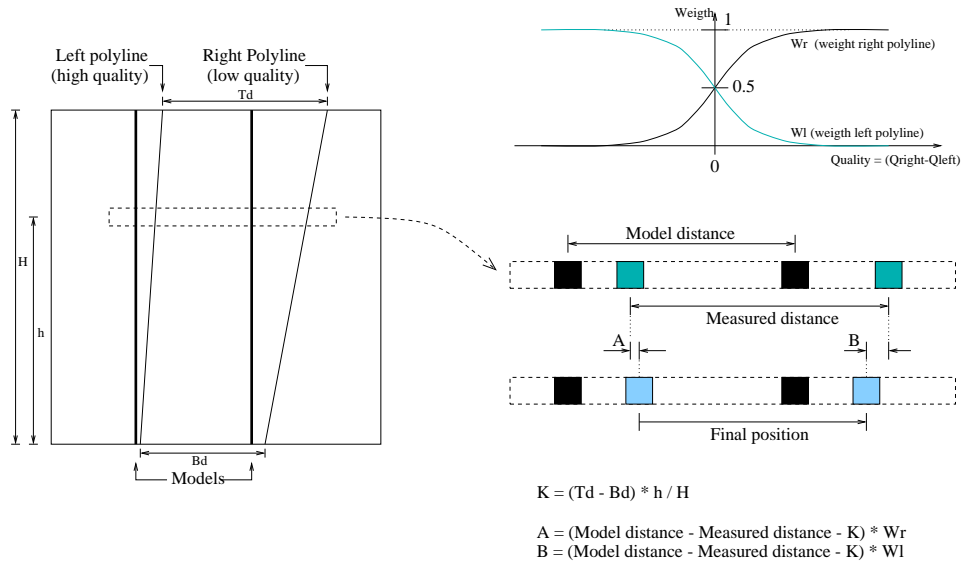 Left polyline
(high quality)
Right Polyline
(low quality)
Td
H
h
Bd
Models
Weigth
1
Wr (weight right polyline)
0.5
Wl (weigth left polyline)
0
Quality = (Qright-Qleft)
Model distance
Measured distance
A
B
Final position
K = (Td - Bd) * h / H
A = (Model distance - Measured distance - K) * Wr
B = (Model distance - Measured distance - K) * Wl